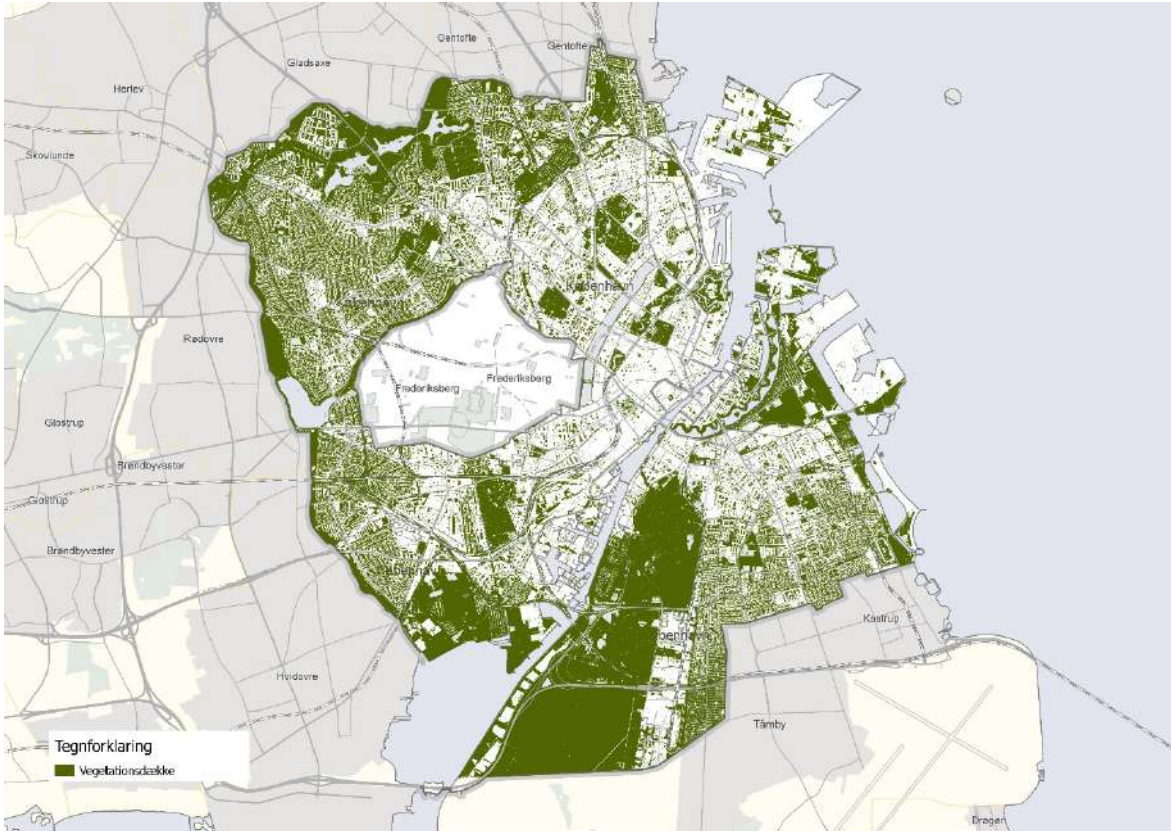 Gentofte
Gentofte
Gladsaxe
Herlev
Skovlunde
København
København
Rødovre
Frederiksberg
Frederiksberg
Glostrup
Brøndbyvester
Glostrup
Brøndbyvester
Kastrup
Hvidovre
Tårnby
Tegnforklaring
Vegetationsdække
Dragør